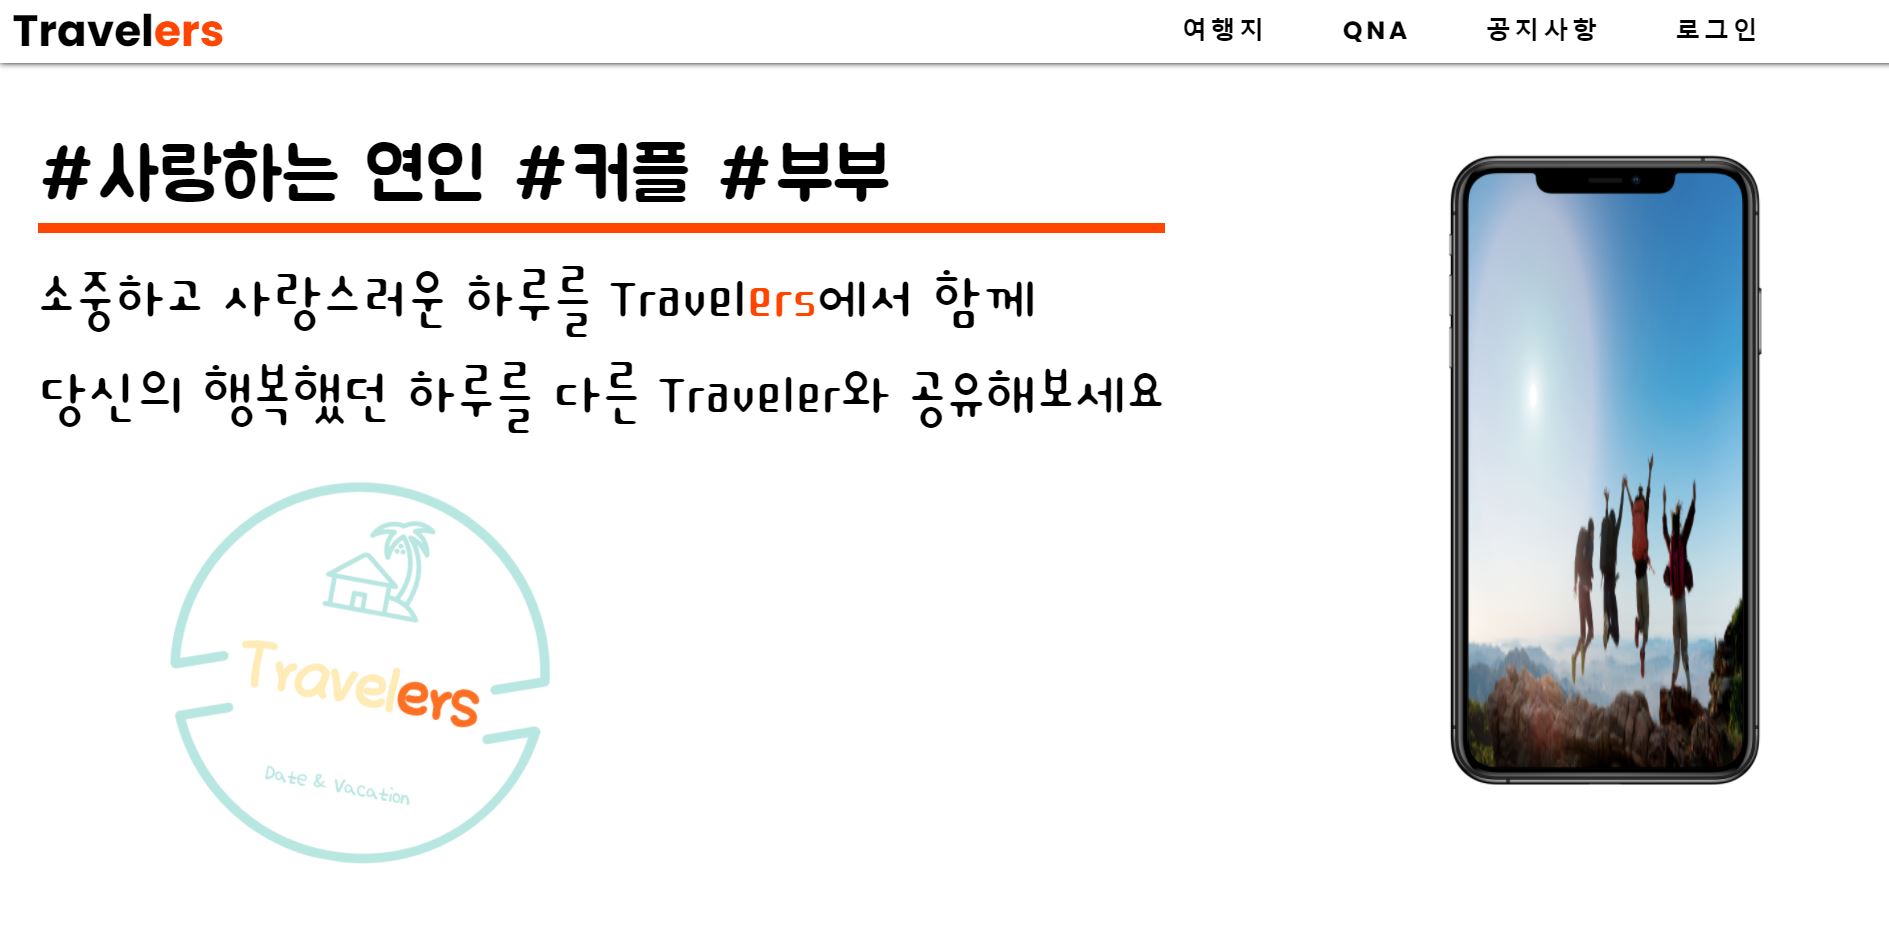 Travelers
여행지 QNA 공지사항 로그인
#사랑하는 연인 #커플 #부부
소중하고 사랑스러운 하루를 Travelers에서 함께
당신의 행복했던 하루를 다른 Traveler와 공유해보세요
Travelers
Date & Vacation